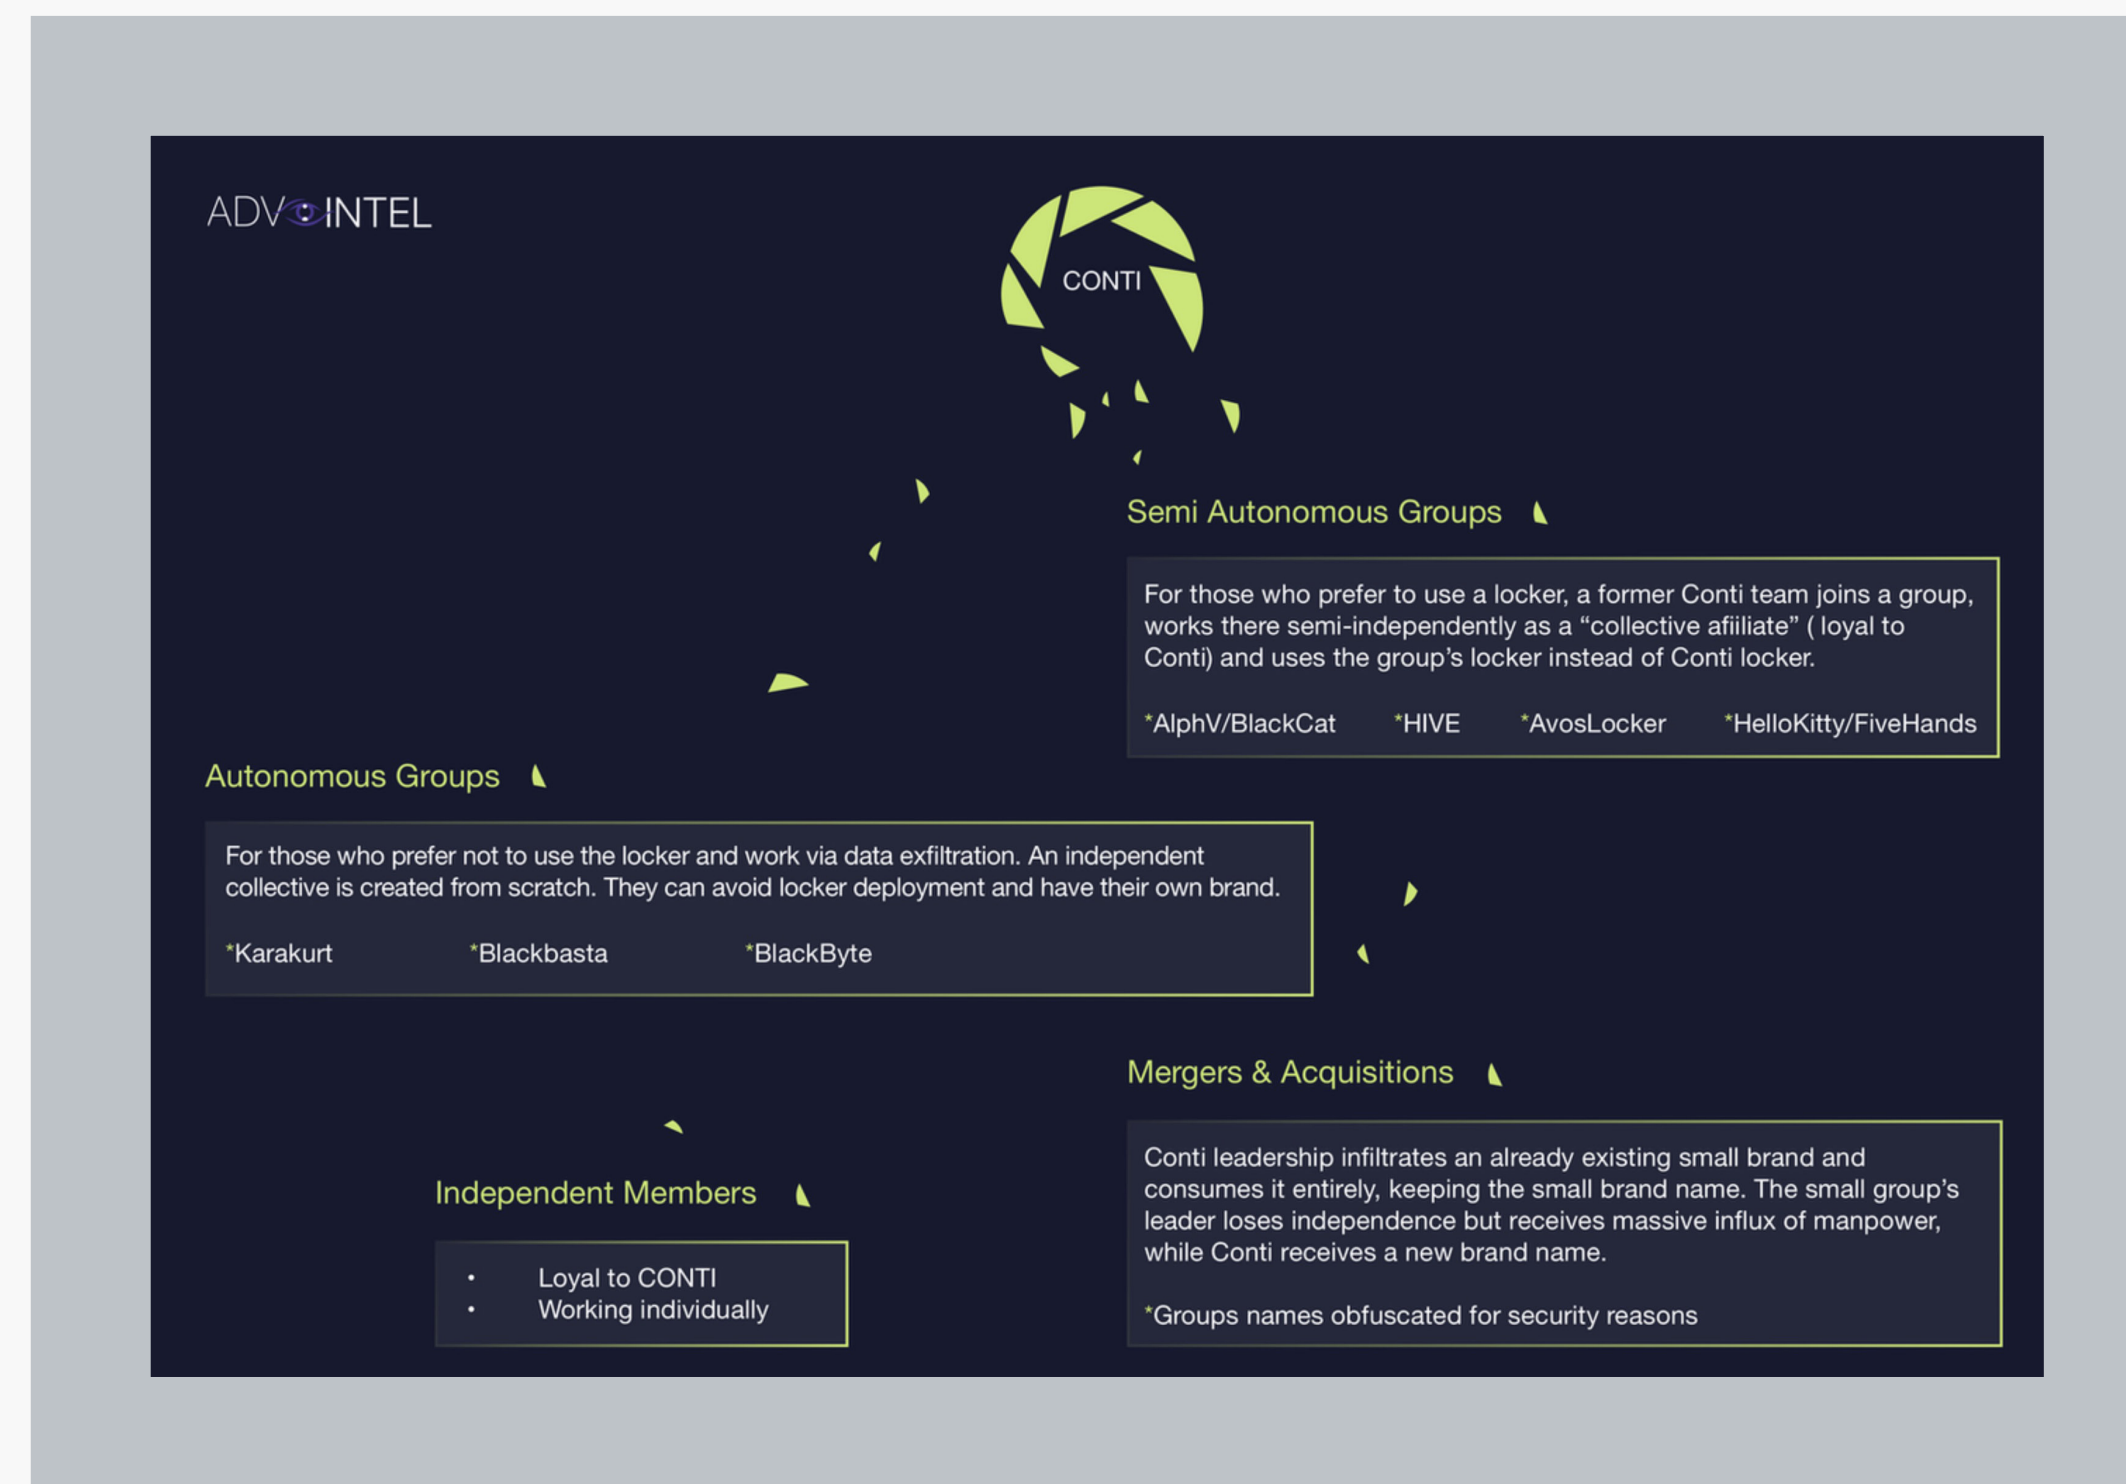 ADVINTEL
CONTI
Semi Autonomous Groups
For those who prefer to use a locker, a former Conti team joins a group,
works there semi-independently as a “collective afiiliate” ( loyal to
Conti) and uses the group’s locker instead of Conti locker.
*AlphV/BlackCat *HIVE *AvosLocker *HelloKitty/FiveHands
Autonomous Groups
For those who prefer not to use the locker and work via data exfiltration. An independent
collective is created from scratch. They can avoid locker deployment and have their own brand.
*Karakurt *Blackbasta *BlackByte
Mergers & Acquisitions
Conti leadership infiltrates an already existing small brand and
consumes it entirely, keeping the small brand name. The small group’s
leader loses independence but receives massive influx of manpower,
while Conti receives a new brand name.
*Groups names obfuscated for security reasons
Independent Members
• Loyal to CONTI
• Working individually